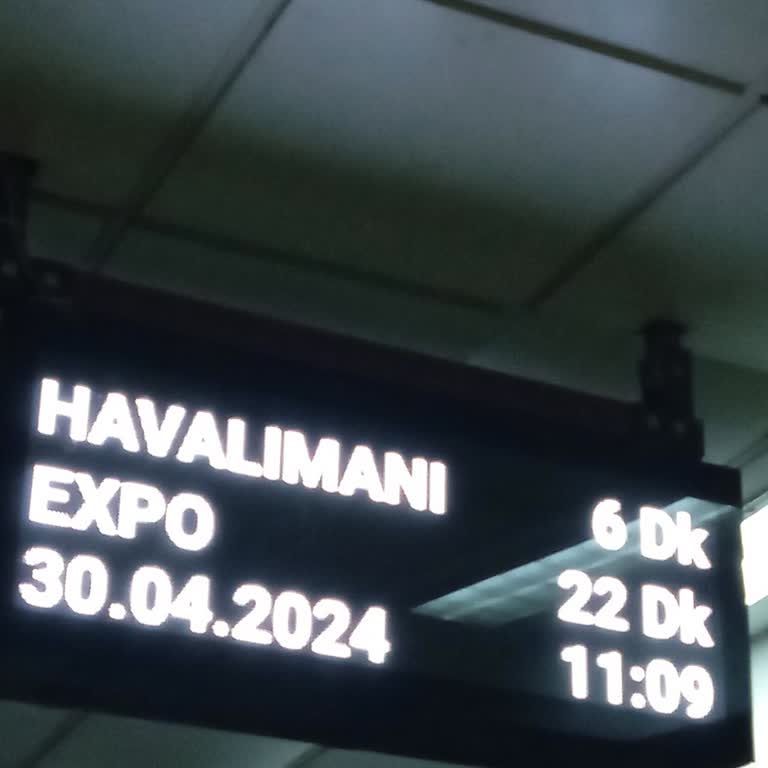 HAVALIMANI 6 Dk
EXPO 22 Dk
30.04.2024 11:09